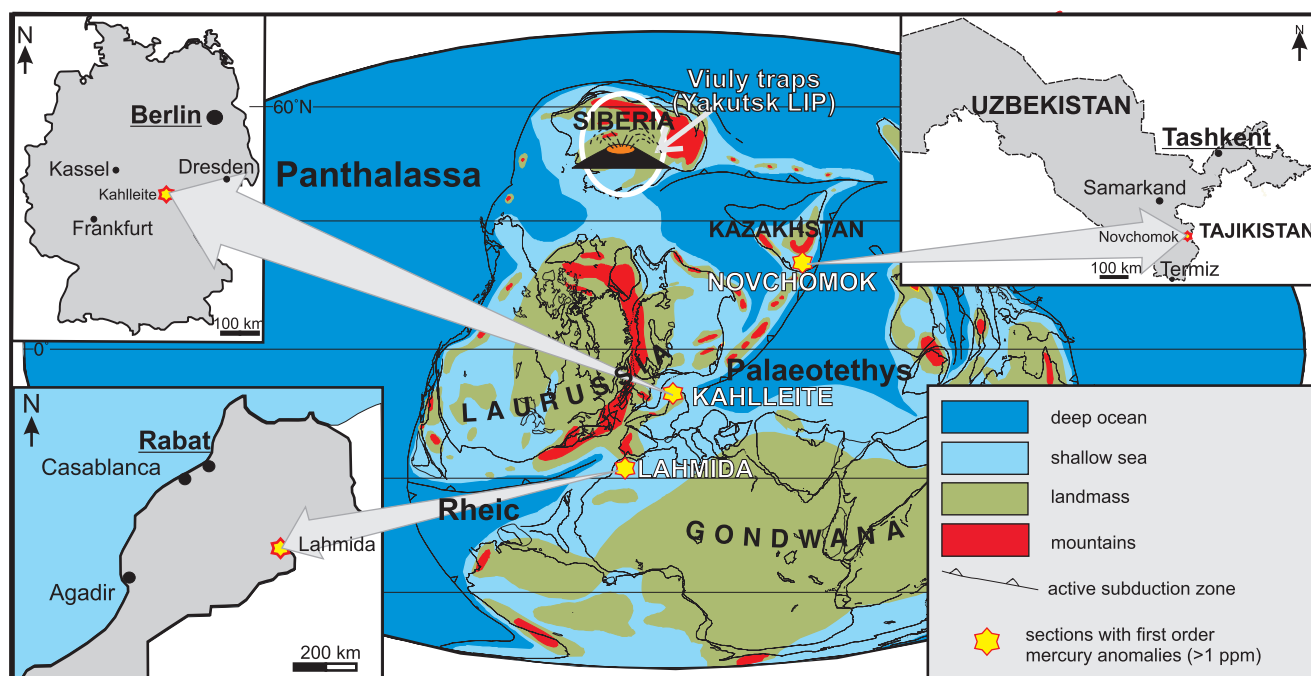 N
Berlin
Kassel
Dresden
Kahlleite
Frankfurt
100 km
60°N
Viuly traps
(Yakutsk LIP)
SIBERIA
Panthalassa
KAZAKHSTAN
NOVCHOMOK
0°
LAURUSSIA
Palaeotethys
KAHLLEITE
LAHMIDA
Rheic
GONDWANA
N
UZBEKISTAN
Tashkent
Samarkand
Novchomok
TAJIKISTAN
100 km
Termiz
N
Rabat
Casablanca
Lahmida
Agadir
200 km
deep ocean
shallow sea
landmass
mountains
active subduction zone
sections with first order
mercury anomalies (>1 ppm)